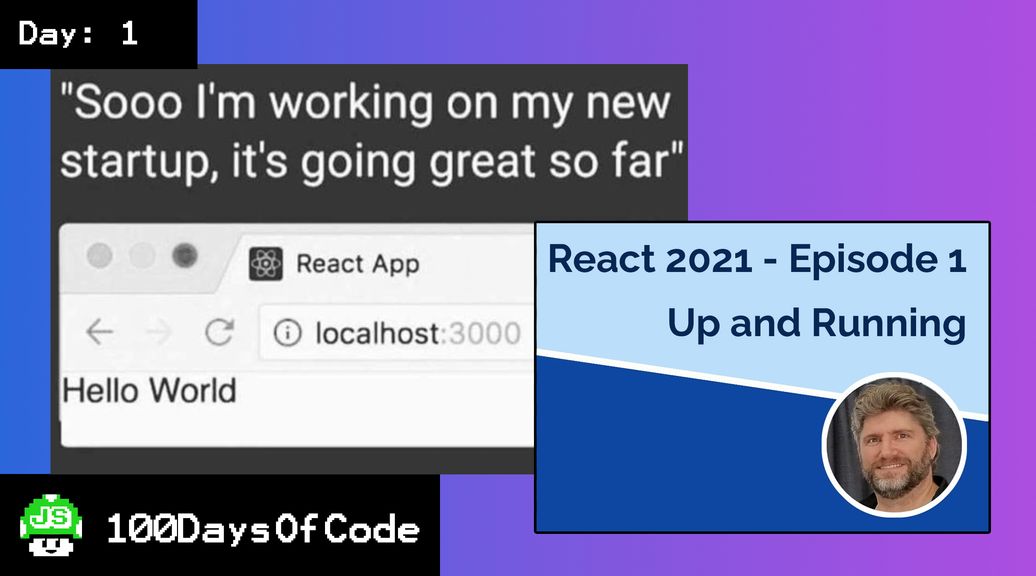 Day: 1
"Sooo I'm working on my new
startup, it's going great so far"
React App
localhost:3000
Hello World
React 2021 - Episode 1
Up and Running
JS
100DaysOfCode